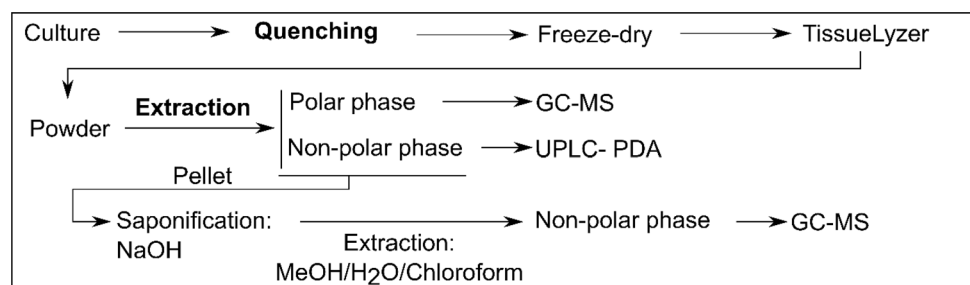 Culture Quenching Freeze-dry TissueLyzer
Extraction Polar phase GC-MS
Powder
Non-polar phase UPLC- PDA
Pellet
Saponification: Non-polar phase GC-MS
NaOH Extraction:
MeOH/H₂O/Chloroform